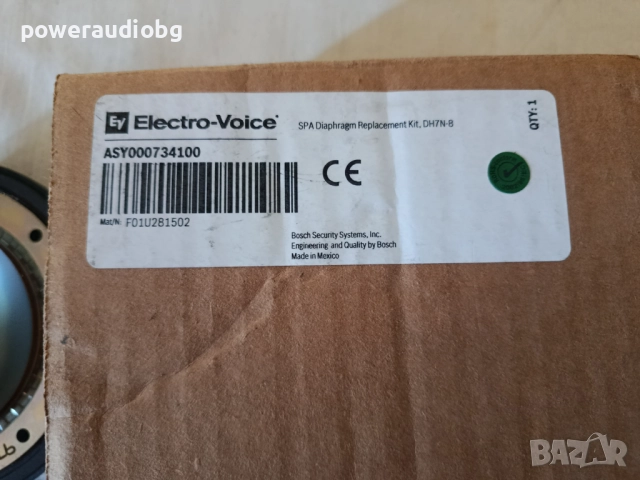 poweraudiobg
EV Electro-Voice®
SPA Diaphragm Replacement Kit, DH7N-8
QTY: 1
ASY000734100
CE
Mat/N: F01U281502
Bosch Security Systems, Inc.
Engineering and Quality by Bosch
Made in Mexico
BAZAR